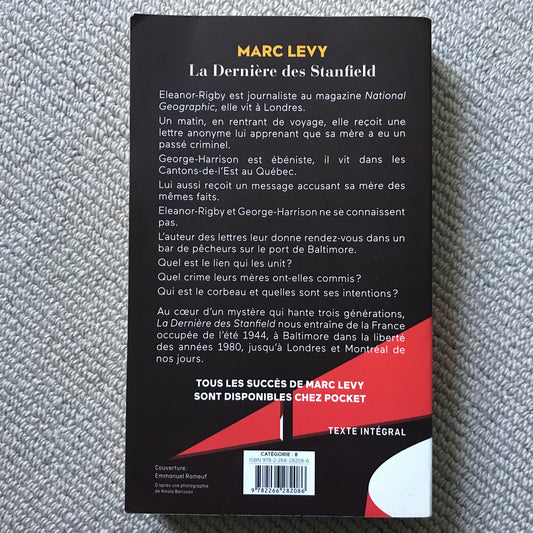 MARC LEVY
La Dernière des Stanfield
Eleanor-Rigby est journaliste au magazine National
Geographic, elle vit à Londres.
Un matin, en rentrant de voyage, elle reçoit une
lettre anonyme lui apprenant que sa mère a eu un
passé criminel.
George-Harrison est ébéniste, il vit dans les
Cantons-de-l'Est au Québec.
Lui aussi reçoit un message accusant sa mère des
mêmes faits.
Eleanor-Rigby et George-Harrison ne se connaissent
pas.
L'auteur des lettres leur donne rendez-vous dans un
bar de pêcheurs sur le port de Baltimore.
Quel est le lien qui les unit ?
Quel crime leurs mères ont-elles commis ?
Qui est le corbeau et quelles sont ses intentions ?
Au cœur d'un mystère qui hante trois générations,
La Dernière des Stanfield nous entraîne de la France
occupée de l'été 1944, à Baltimore dans la liberté
des années 1980, jusqu'à Londres et Montréal de
nos jours.
TOUS LES SUCCÈS DE MARC LEVY
SONT DISPONIBLES CHEZ POCKET
TEXTE INTÉGRAL
CATÉGORIE : 8
ISBN 978-2-266-28208-6
9 782266 282086
Couverture :
Emmanuel Romeuf
D'après une photographie
de Nikola Borissov